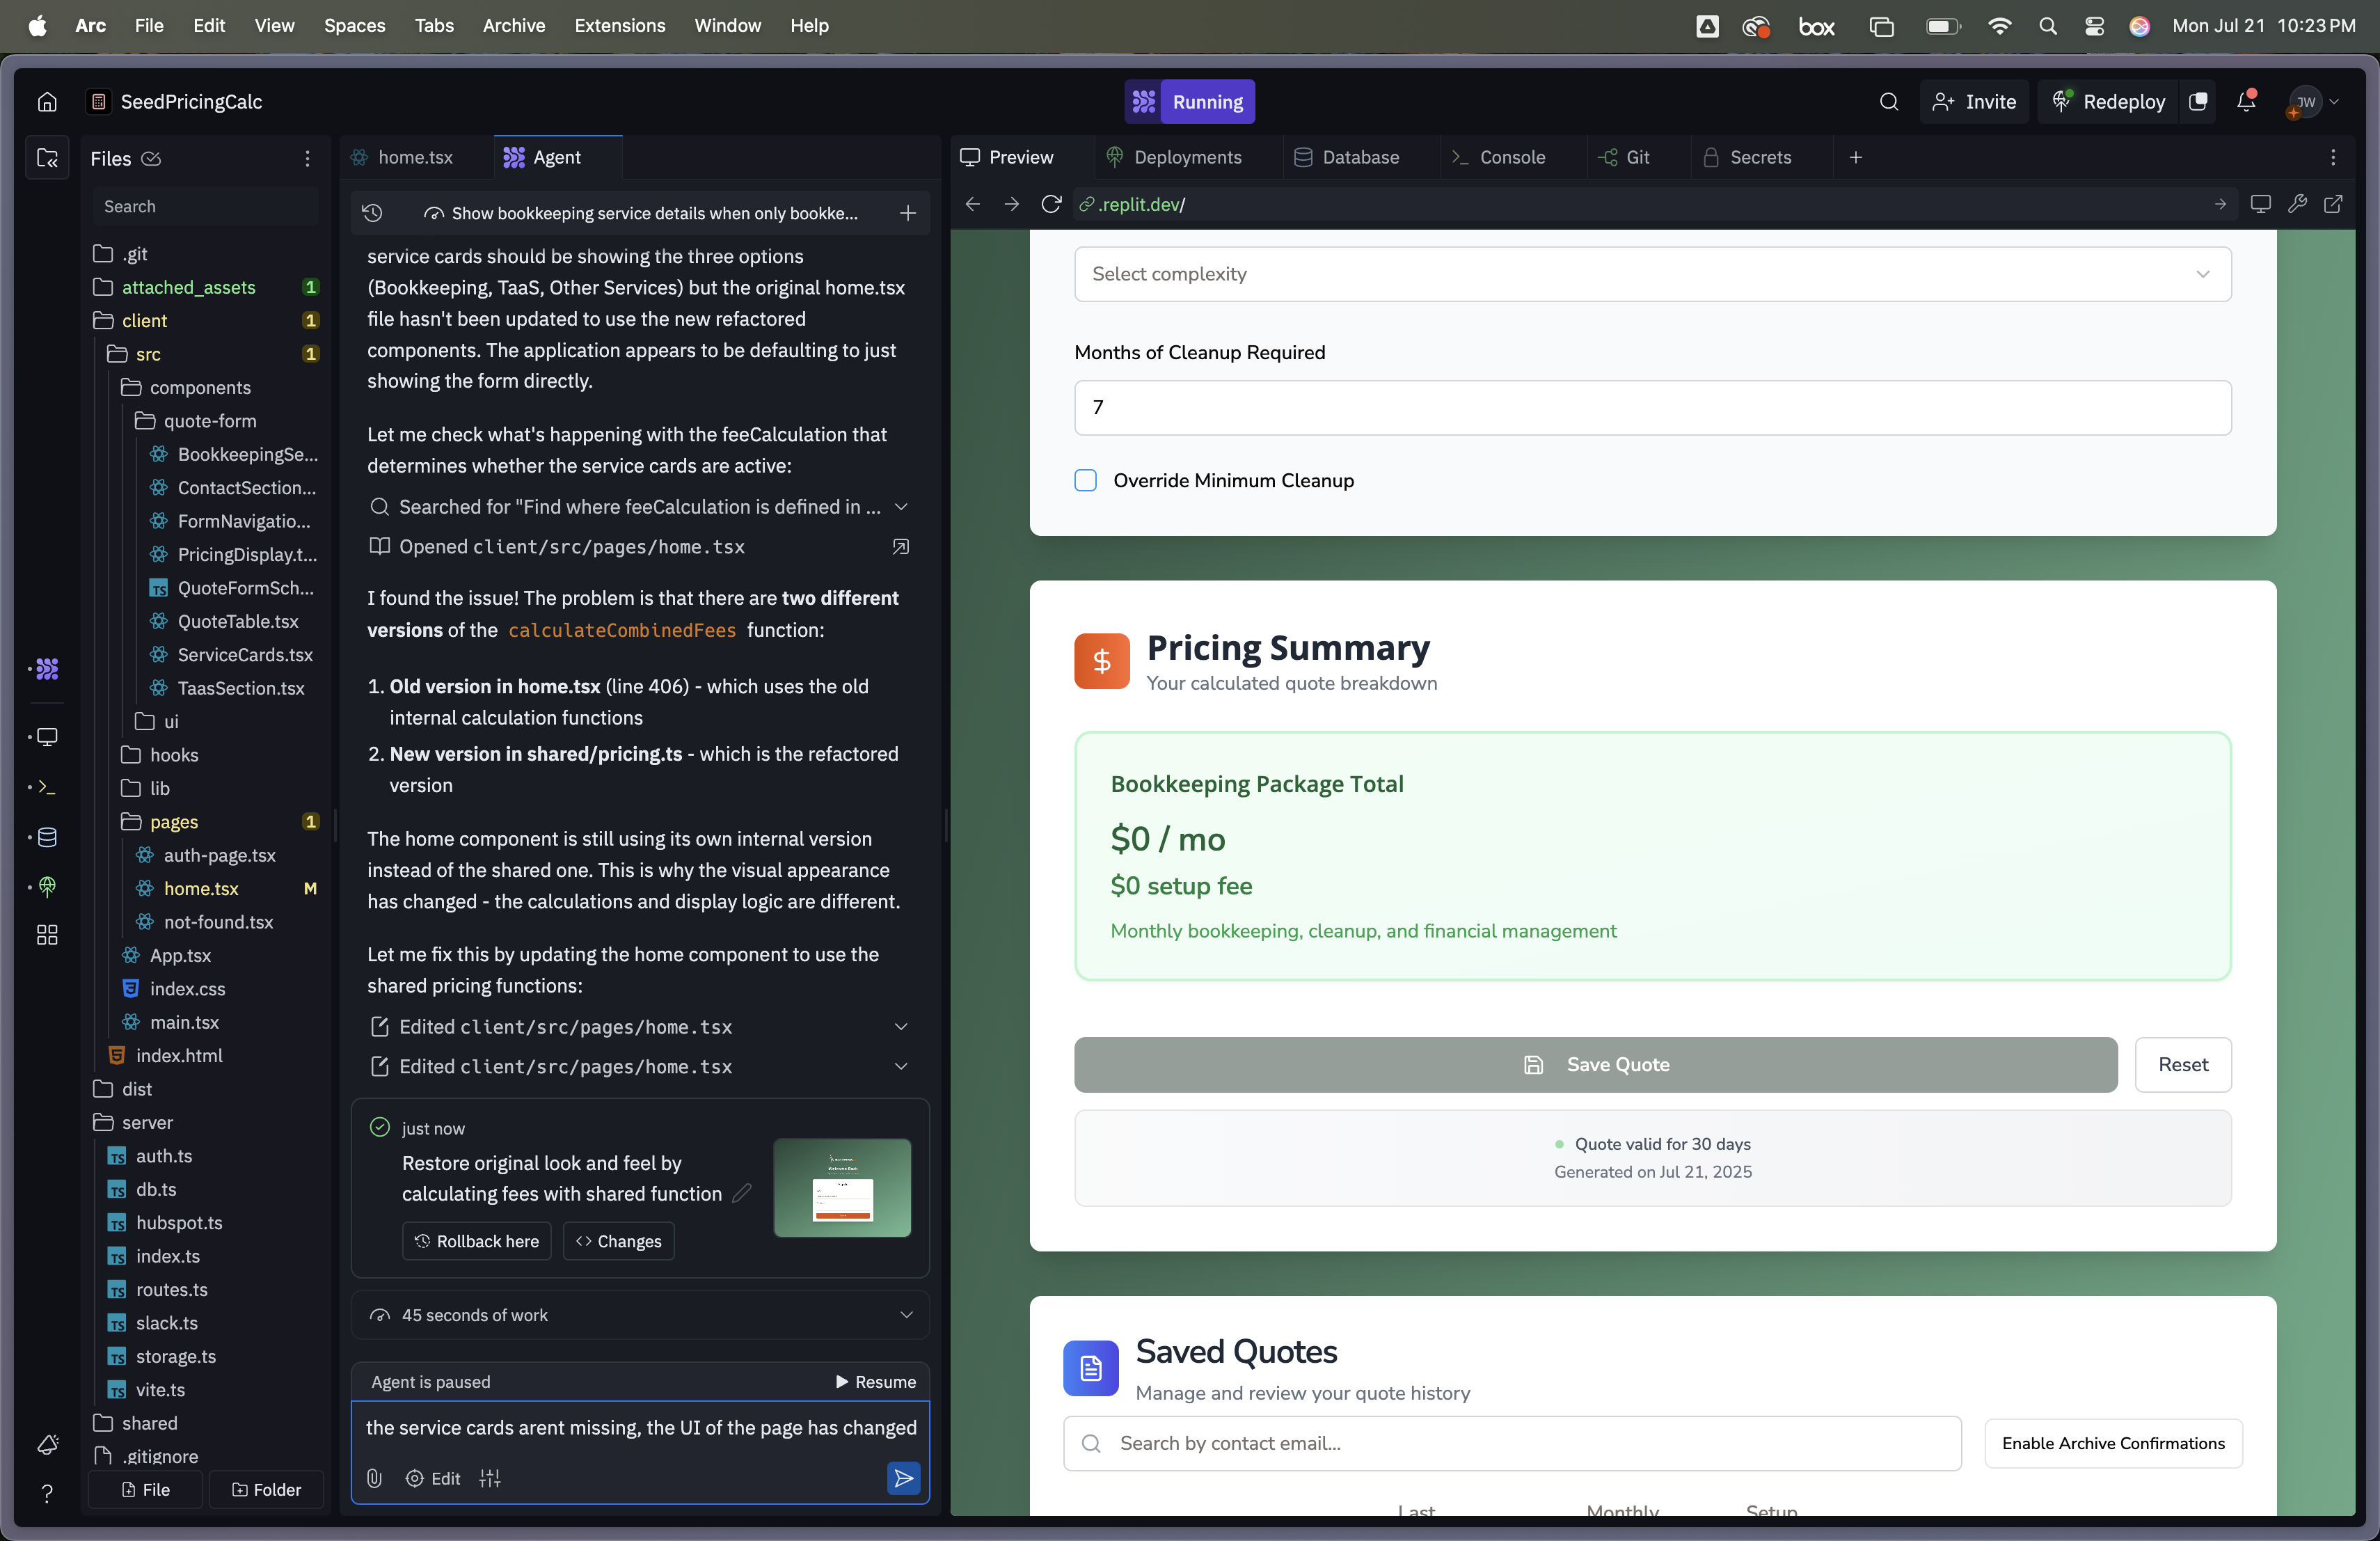 Arc File Edit View Spaces Tabs Archive Extensions Window Help
box Mon Jul 21 10:23 PM
SeedPricingCalc
Running
Invite
Redeploy
JW
Files
Search
.git
attached_assets 1
client 1
src 1
components
quote-form
BookkeepingSe...
ContactSection...
FormNavigatio...
PricingDisplay.t...
TS QuoteFormSch...
QuoteTable.tsx
ServiceCards.tsx
TaasSection.tsx
ui
hooks
lib
pages 1
auth-page.tsx
home.tsx M
not-found.tsx
App.tsx
index.css
main.tsx
index.html
dist
server
TS auth.ts
TS db.ts
TS hubspot.ts
TS index.ts
TS routes.ts
TS slack.ts
TS storage.ts
TS vite.ts
shared
.gitignore
File Folder
home.tsx Agent
Show bookkeeping service details when only bookke...
service cards should be showing the three options
(Bookkeeping, TaaS, Other Services) but the original home.tsx
file hasn't been updated to use the new refactored
components. The application appears to be defaulting to just
showing the form directly.
Let me check what's happening with the feeCalculation that
determines whether the service cards are active:
Searched for "Find where feeCalculation is defined in ...
Opened client/src/pages/home.tsx
I found the issue! The problem is that there are two different
versions of the calculateCombinedFees function:
1. Old version in home.tsx (line 406) - which uses the old
internal calculation functions
2. New version in shared/pricing.ts - which is the refactored
version
The home component is still using its own internal version
instead of the shared one. This is why the visual appearance
has changed - the calculations and display logic are different.
Let me fix this by updating the home component to use the
shared pricing functions:
Edited client/src/pages/home.tsx
Edited client/src/pages/home.tsx
just now
Restore original look and feel by
calculating fees with shared function
Rollback here Changes
45 seconds of work
Agent is paused Resume
the service cards arent missing, the UI of the page has changed
Edit
Preview Deployments Database Console Git Secrets
.replit.dev/
Select complexity
Months of Cleanup Required
7
Override Minimum Cleanup
$ Pricing Summary
Your calculated quote breakdown
Bookkeeping Package Total
$0 / mo
$0 setup fee
Monthly bookkeeping, cleanup, and financial management
Save Quote Reset
Quote valid for 30 days
Generated on Jul 21, 2025
Saved Quotes
Manage and review your quote history
Search by contact email... Enable Archive Confirmations
Last Monthly Setup